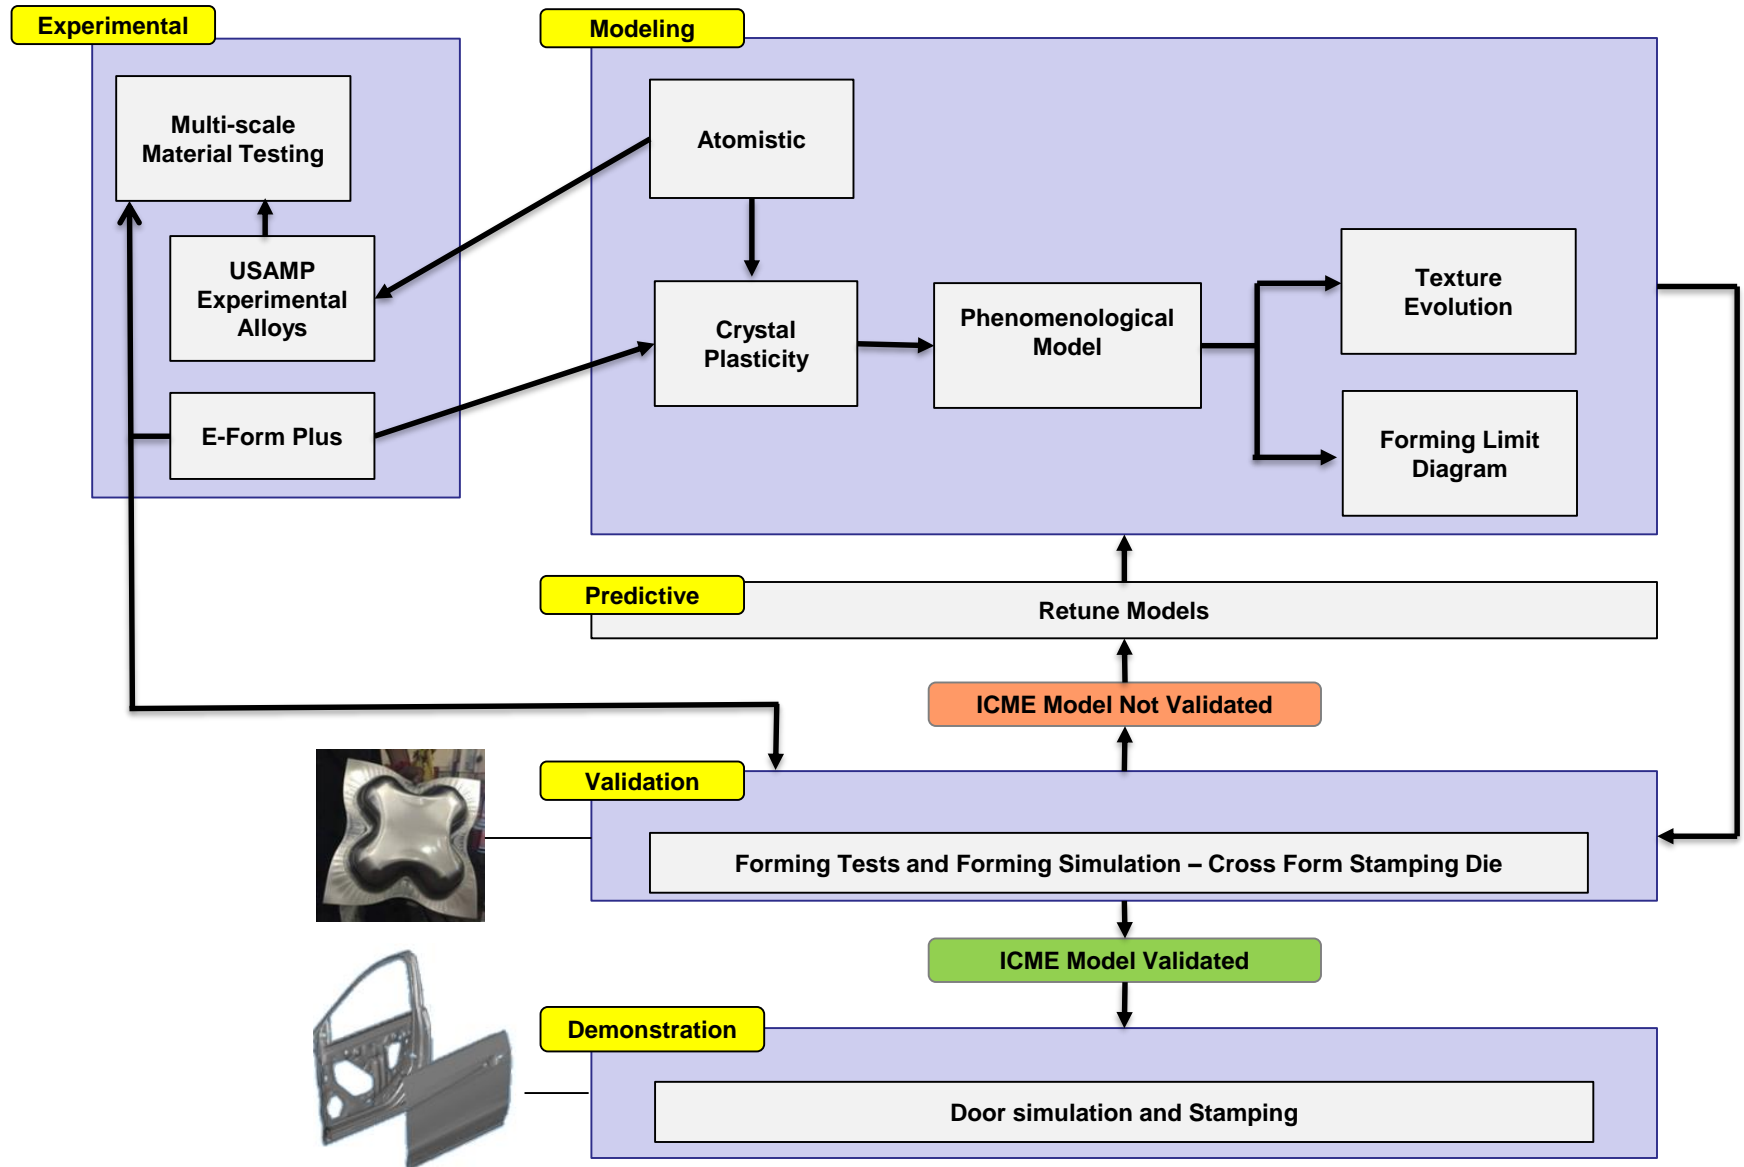 Experimental
Modeling
Multi-scale
Material Testing
Atomistic
USAMP
Experimental
Alloys
Texture
Evolution
Crystal
Plasticity
Phenomenological
Model
E-Form Plus
Forming Limit
Diagram
Predictive
Retune Models
ICME Model Not Validated
Validation
Forming Tests and Forming Simulation – Cross Form Stamping Die
ICME Model Validated
Demonstration
Door simulation and Stamping